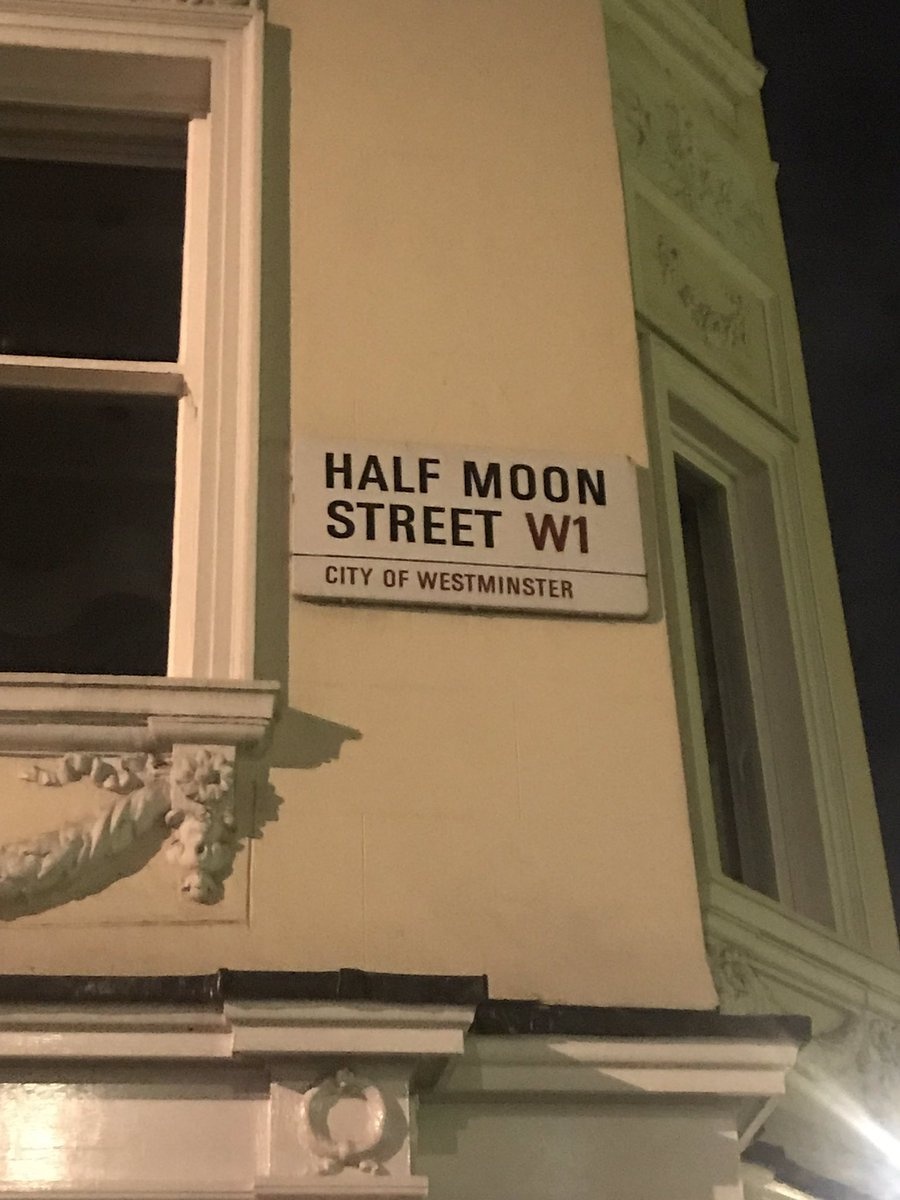 HALF MOON
STREET W1
CITY OF WESTMINSTER